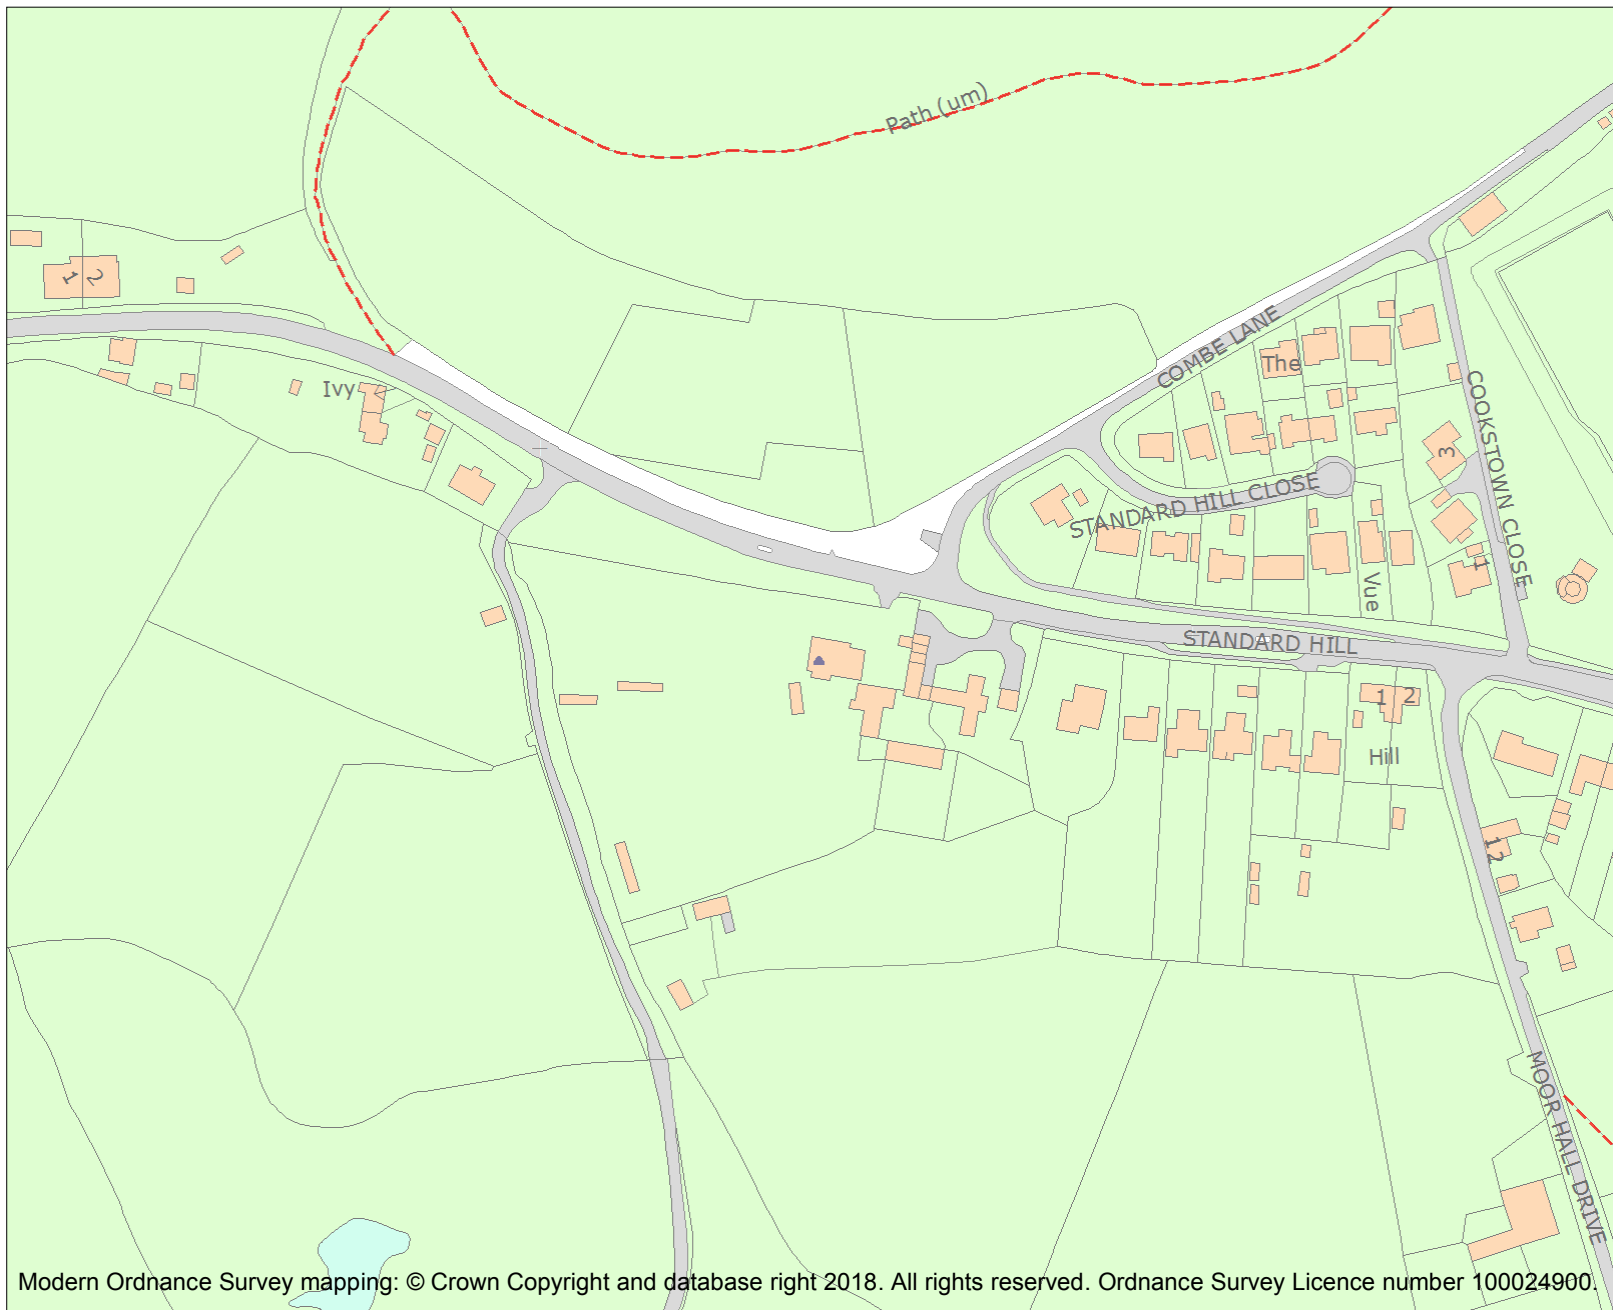 Path (um)
1
2
Ivy
COMBE LANE
The
COOKSTOWN CLOSE
3
STANDARD HILL CLOSE
1
Vue
STANDARD HILL
1
2
Hill
12
MOOR HALL DRIVE
Modern Ordnance Survey mapping: © Crown Copyright and database right 2018. All rights reserved. Ordnance Survey Licence number 100024900.